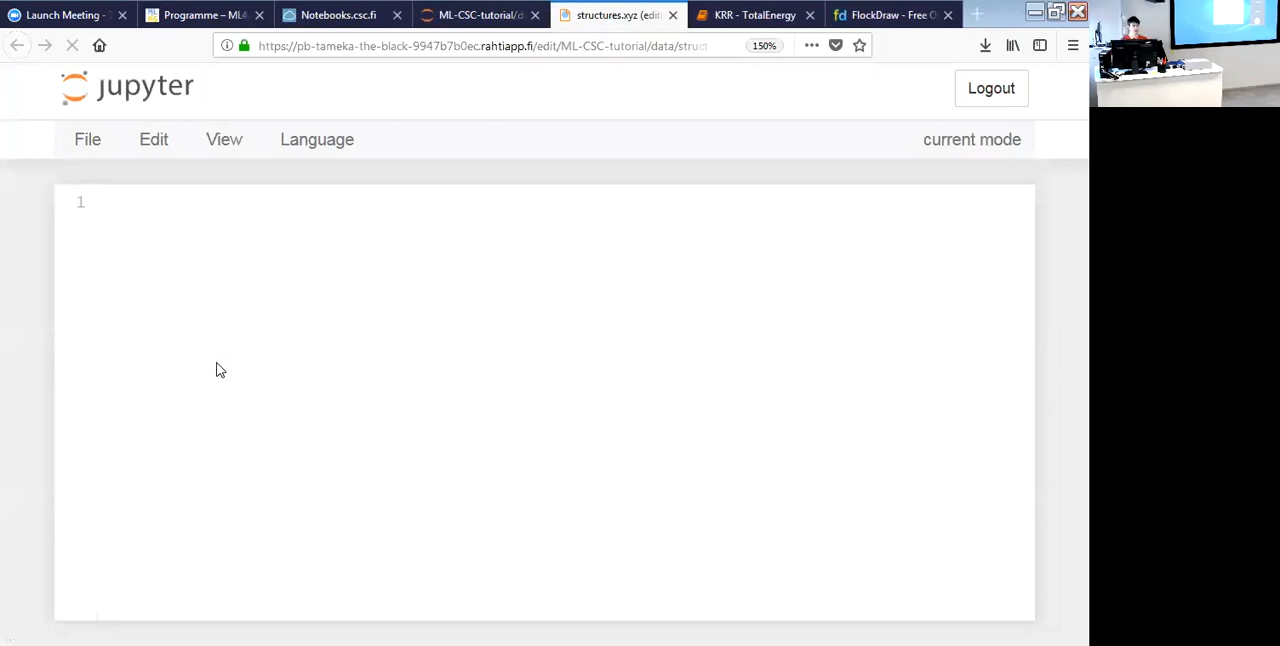 Launch Meeting -
Programme – ML4
Notebooks.csc.fi
ML-CSC-tutorial/d
structures.xyz (edit
KRR - TotalEnergy
FlockDraw - Free O
https://pb-tameka-the-black-9947b7b0ec.rahtiapp.fi/edit/ML-CSC-tutorial/data/struct
150%
jupyter
Logout
File
Edit
View
Language
current mode
1